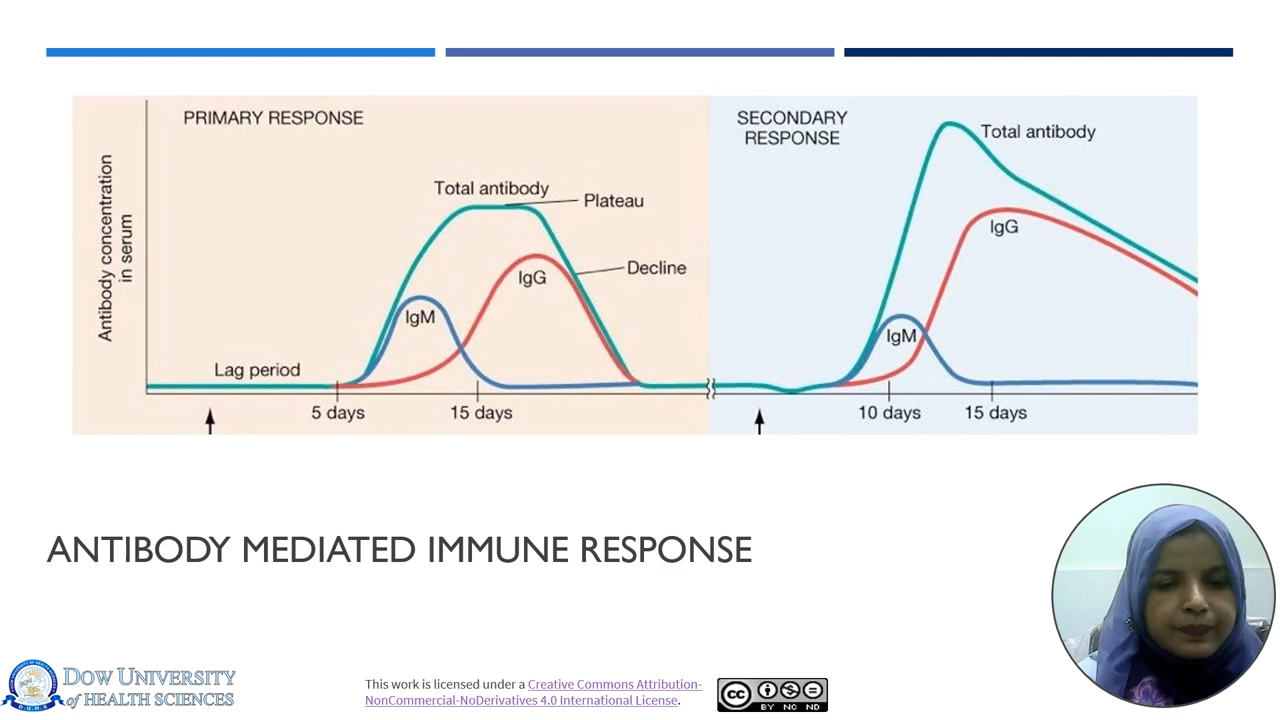 PRIMARY RESPONSE
SECONDARY
RESPONSE
Total antibody
Total antibody
Plateau
Antibody concentration
in serum
IgG
IgG
Decline
IgM
IgM
Lag period
5 days
15 days
10 days
15 days
ANTIBODY MEDIATED IMMUNE RESPONSE
DOW UNIVERSITY
of HEALTH SCIENCES
D.U.H.S
This work is licensed under a Creative Commons Attribution-
NonCommercial-NoDerivatives 4.0 International License.
cc
BY NC ND